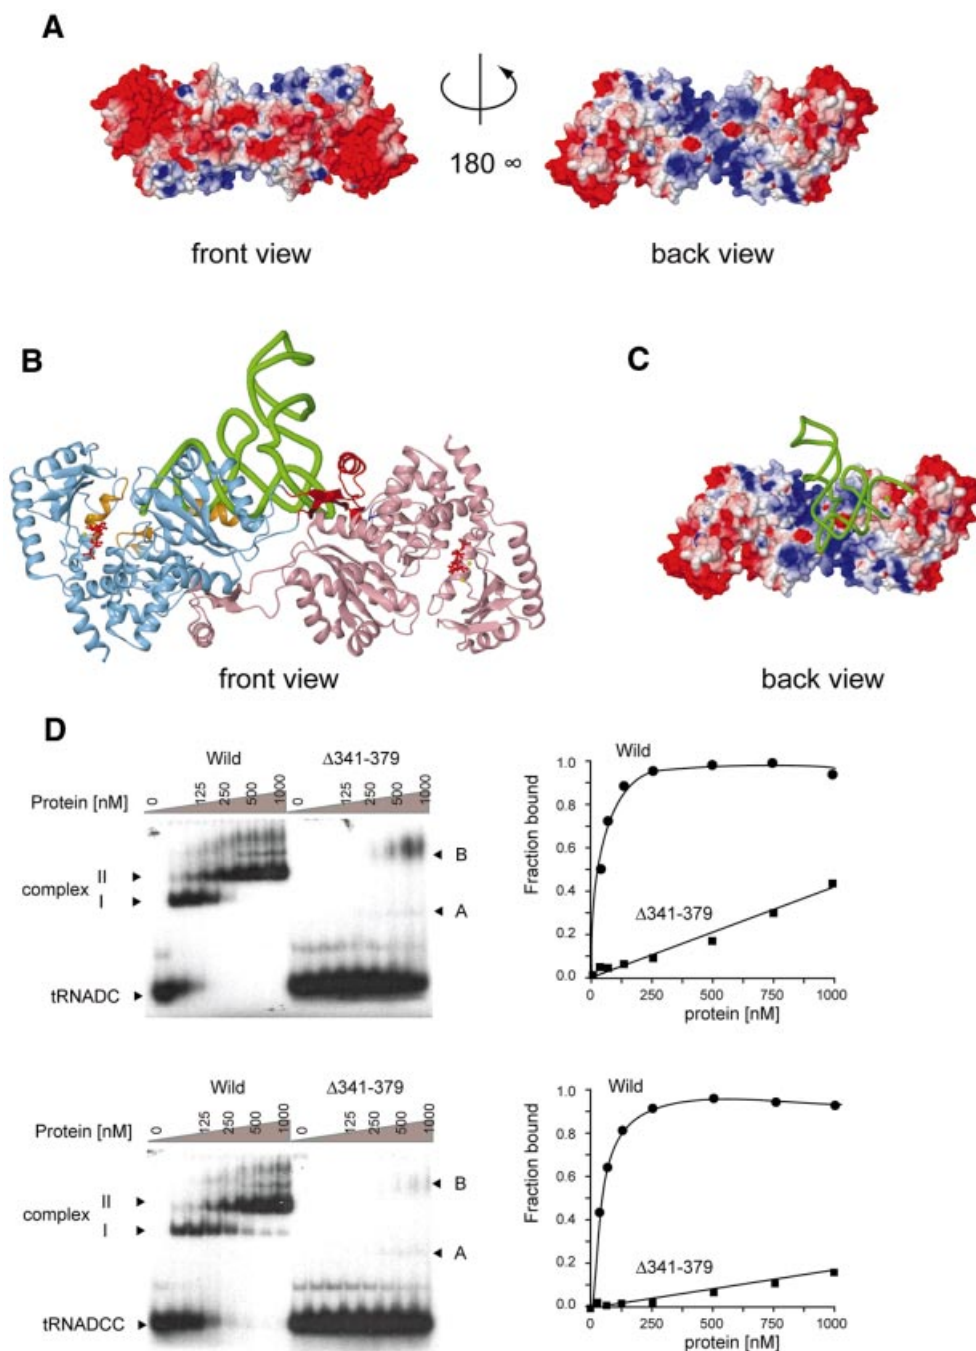 A
180 ∞
front view
back view
B
C
front view
back view
D
Wild
Δ341-379
Protein [nM]
0
125
250
500
1000
0
125
250
500
1000
complex
II
I
B
A
tRNADC
Fraction bound
1.0
0.8
0.6
0.4
0.2
0.0
Wild
Δ341-379
0
250
500
750
1000
protein [nM]
Wild
Δ341-379
Protein [nM]
0
125
250
500
1000
0
125
250
500
1000
complex
II
I
B
A
tRNADCC
Fraction bound
1.0
0.8
0.6
0.4
0.2
0.0
Wild
Δ341-379
0
250
500
750
1000
protein [nM]